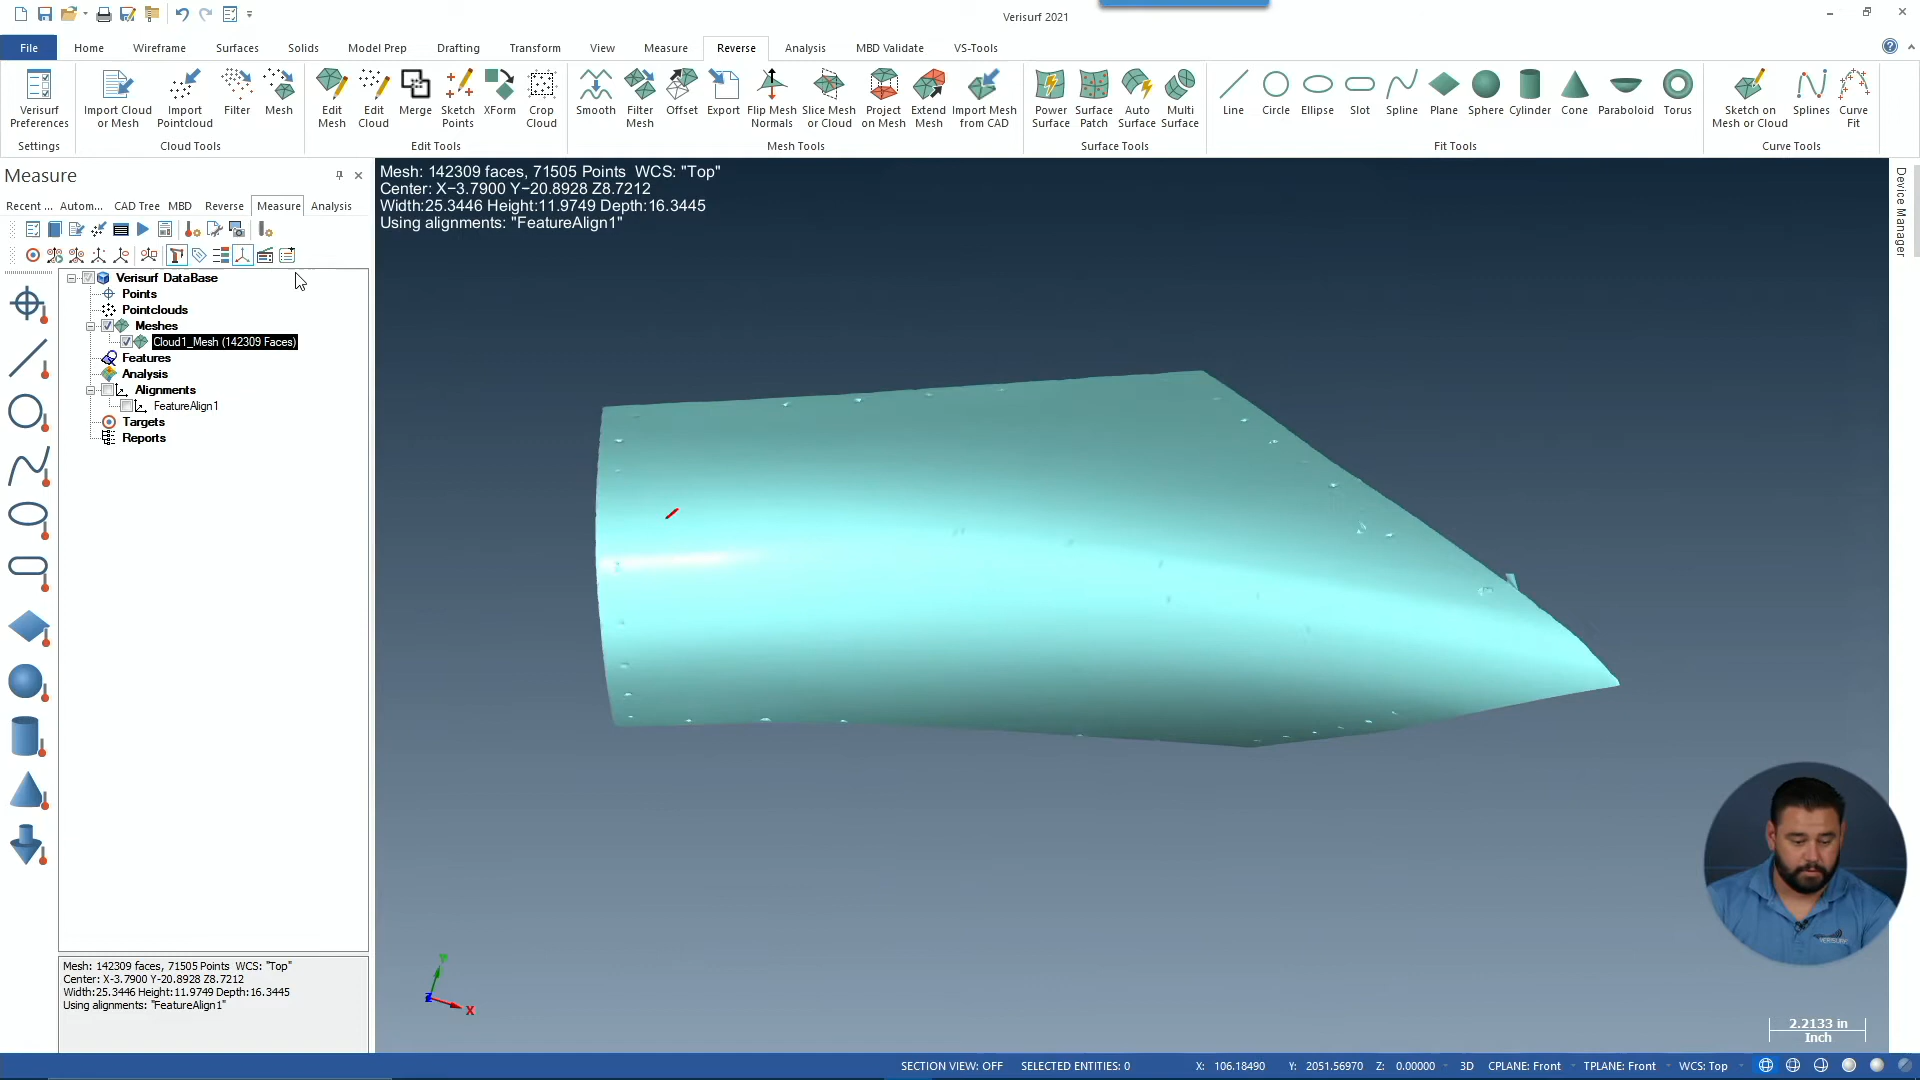 Verisurf 2021
File Home Wireframe Surfaces Solids Model Prep Drafting Transform View Measure Reverse Analysis MBD Validate VS-Tools
Verisurf Preferences
Import Cloud or Mesh
Import Pointcloud
Filter
Mesh
Edit Mesh
Edit Cloud
Merge
Sketch Points
XForm
Crop Cloud
Smooth
Filter Mesh
Offset
Export
Flip Mesh Normals
Slice Mesh or Cloud
Project on Mesh
Extend Mesh
Import Mesh from CAD
Power Surface
Surface Patch
Auto Surface
Multi Surface
Line
Circle
Ellipse
Slot
Spline
Plane
Sphere
Cylinder
Cone
Paraboloid
Torus
Sketch on Mesh or Cloud
Splines
Curve Fit
Settings Cloud Tools Edit Tools Mesh Tools Surface Tools Fit Tools Curve Tools
Measure
Recent ... Autom... CAD Tree MBD Reverse Measure Analysis
Verisurf DataBase
Points
Pointclouds
Meshes
Cloud1_Mesh (142309 Faces)
Features
Analysis
Alignments
FeatureAlign1
Targets
Reports
Mesh: 142309 faces, 71505 Points WCS: "Top"
Center: X-3.7900 Y-20.8928 Z8.7212
Width:25.3446 Height:11.9749 Depth:16.3445
Using alignments: "FeatureAlign1"
Mesh: 142309 faces, 71505 Points WCS: "Top"
Center: X−3.7900 Y−20.8928 Z8.7212
Width:25.3446 Height:11.9749 Depth:16.3445
Using alignments: "FeatureAlign1"
Device Manager
X
Z
VERISURF
2.2133 in
Inch
SECTION VIEW: OFF SELECTED ENTITIES: 0 X: 106.18490 Y: 2051.56970 Z: 0.00000 3D CPLANE: Front TPLANE: Front WCS: Top